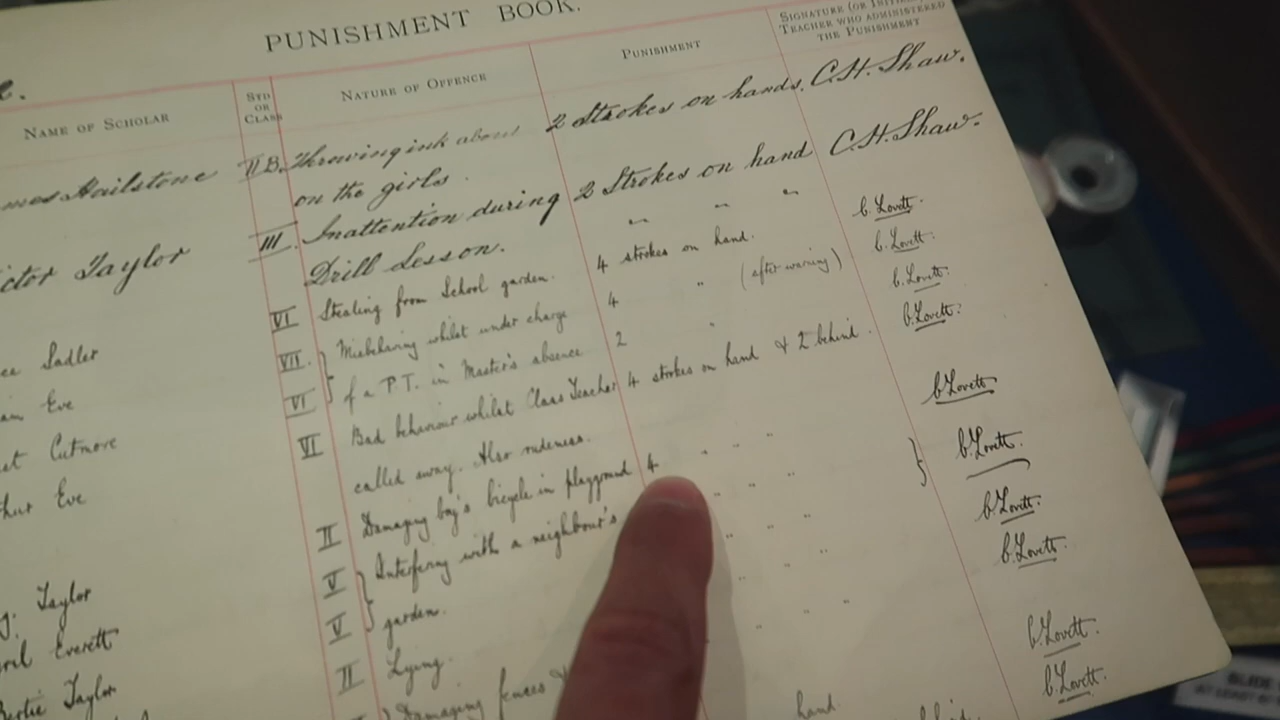 PUNISHMENT BOOK.
NAME OF SCHOLAR STD OR CLASS NATURE OF OFFENCE PUNISHMENT SIGNATURE (OR INITIALS) TEACHER WHO ADMINISTERED THE PUNISHMENT
Hailstone II B. Throwing ink about 2 Strokes on hands. C.H. Shaw.
on the girls.
Taylor III. Inattention during 2 Strokes on hand C.H. Shaw.
Drill Lesson. " " "
Sadler VI Stealing from School garden. 4 strokes on hand. C. Lovett.
Eve VII. Misbehaving whilst under charge 4 " (after warning) C. Lovett.
Cutmore VI of a P.T. in Master's absence 2 " C. Lovett.
Eve VI Bad behaviour whilst Class Teacher 4 strokes on hand & 2 behind. C. Lovett.
called away. Also rudeness.
Taylor II Damaging boy's bicycle in playground 4 " " " C. Lovett
Everett V Interfering with a neighbour's " " C. Lovett.
Bertie Taylor V garden. " " " C. Lovett.
II Lying. " " C. Lovett.
Damaging fences hand C. Lovett.
C. Lovett.